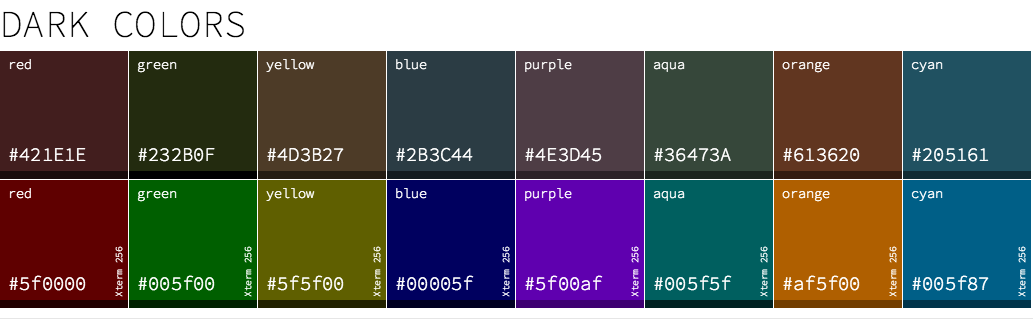 DARK COLORS
red green yellow blue purple aqua orange cyan
#421E1E #232B0F #4D3B27 #2B3C44 #4E3D45 #36473A #613620 #205161
red green yellow blue purple aqua orange cyan
Xterm 256 Xterm 256 Xterm 256 Xterm 256 Xterm 256 Xterm 256 Xterm 256 Xterm 256
#5f0000 #005f00 #5f5f00 #00005f #5f00af #005f5f #af5f00 #005f87